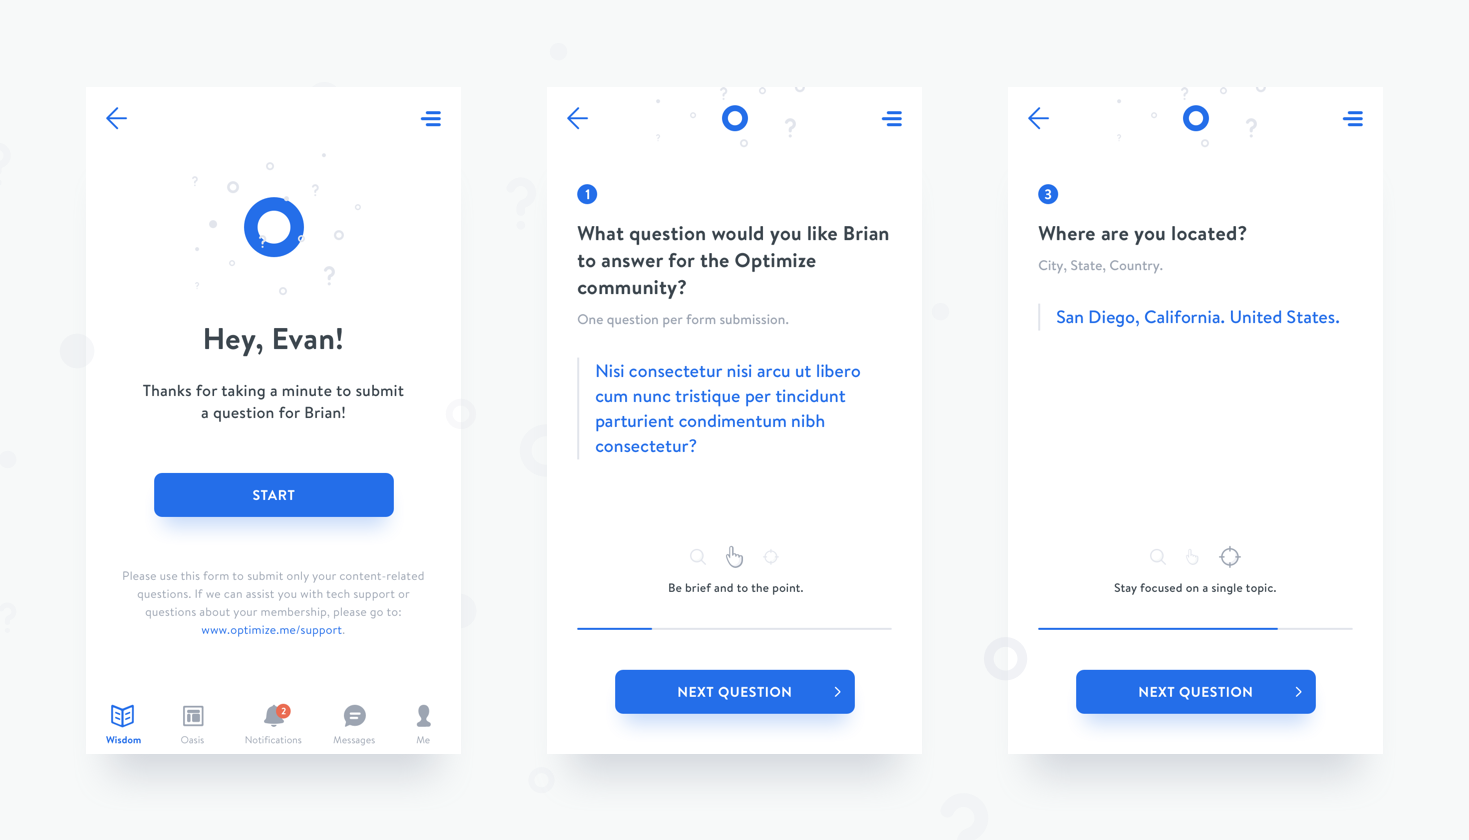 Hey, Evan!
Thanks for taking a minute to submit
a question for Brian!
START
Please use this form to submit only your content-related
questions. If we can assist you with tech support or
questions about your membership, please go to:
www.optimize.me/support.
2
Wisdom
Oasis
Notifications
Messages
Me
1
What question would you like Brian
to answer for the Optimize
community?
One question per form submission.
Nisi consectetur nisi arcu ut libero
cum nunc tristique per tincidunt
parturient condimentum nibh
consectetur?
Be brief and to the point.
NEXT QUESTION
3
Where are you located?
City, State, Country.
San Diego, California. United States.
Stay focused on a single topic.
NEXT QUESTION